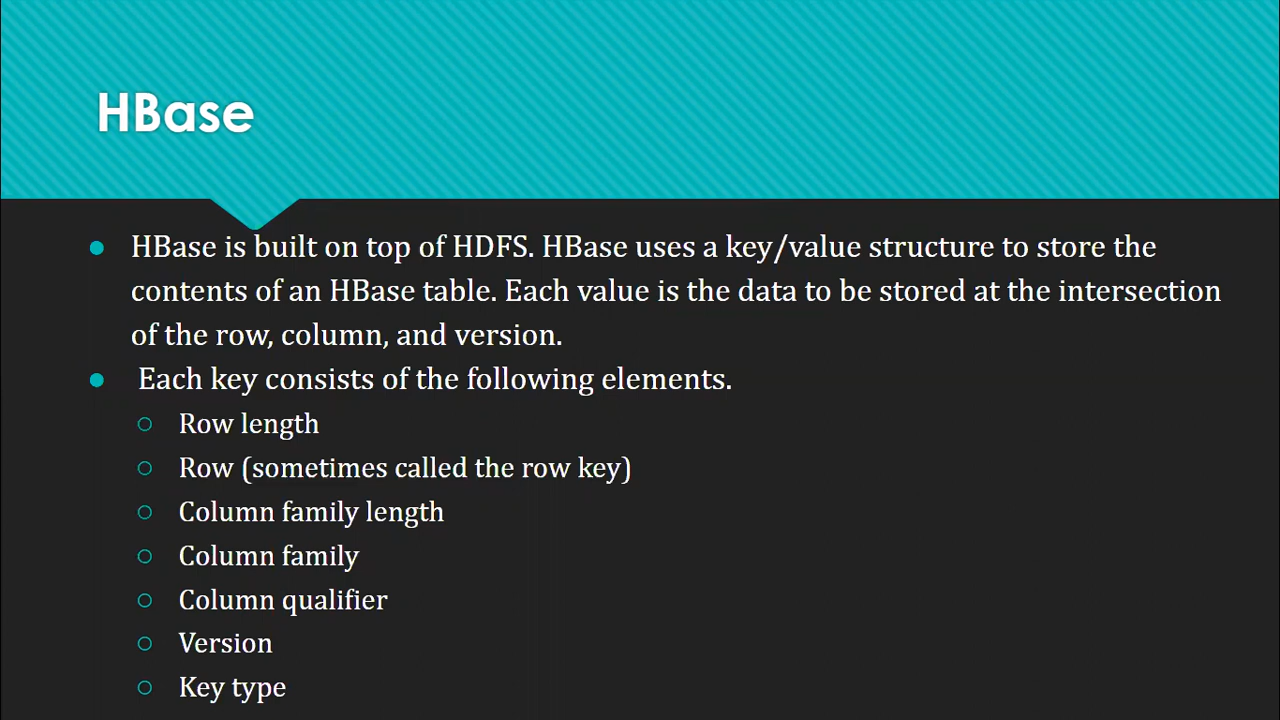 HBase
HBase is built on top of HDFS. HBase uses a key/value structure to store the
contents of an HBase table. Each value is the data to be stored at the intersection
of the row, column, and version.
Each key consists of the following elements.
Row length
Row (sometimes called the row key)
Column family length
Column family
Column qualifier
Version
Key type